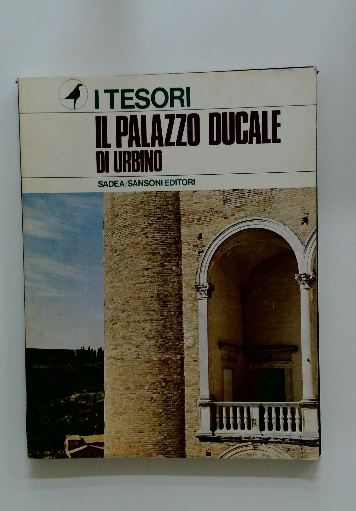 I TESORI
IL PALAZZO DUCALE
DI URBINO
SADEA/SANSONI EDITORI